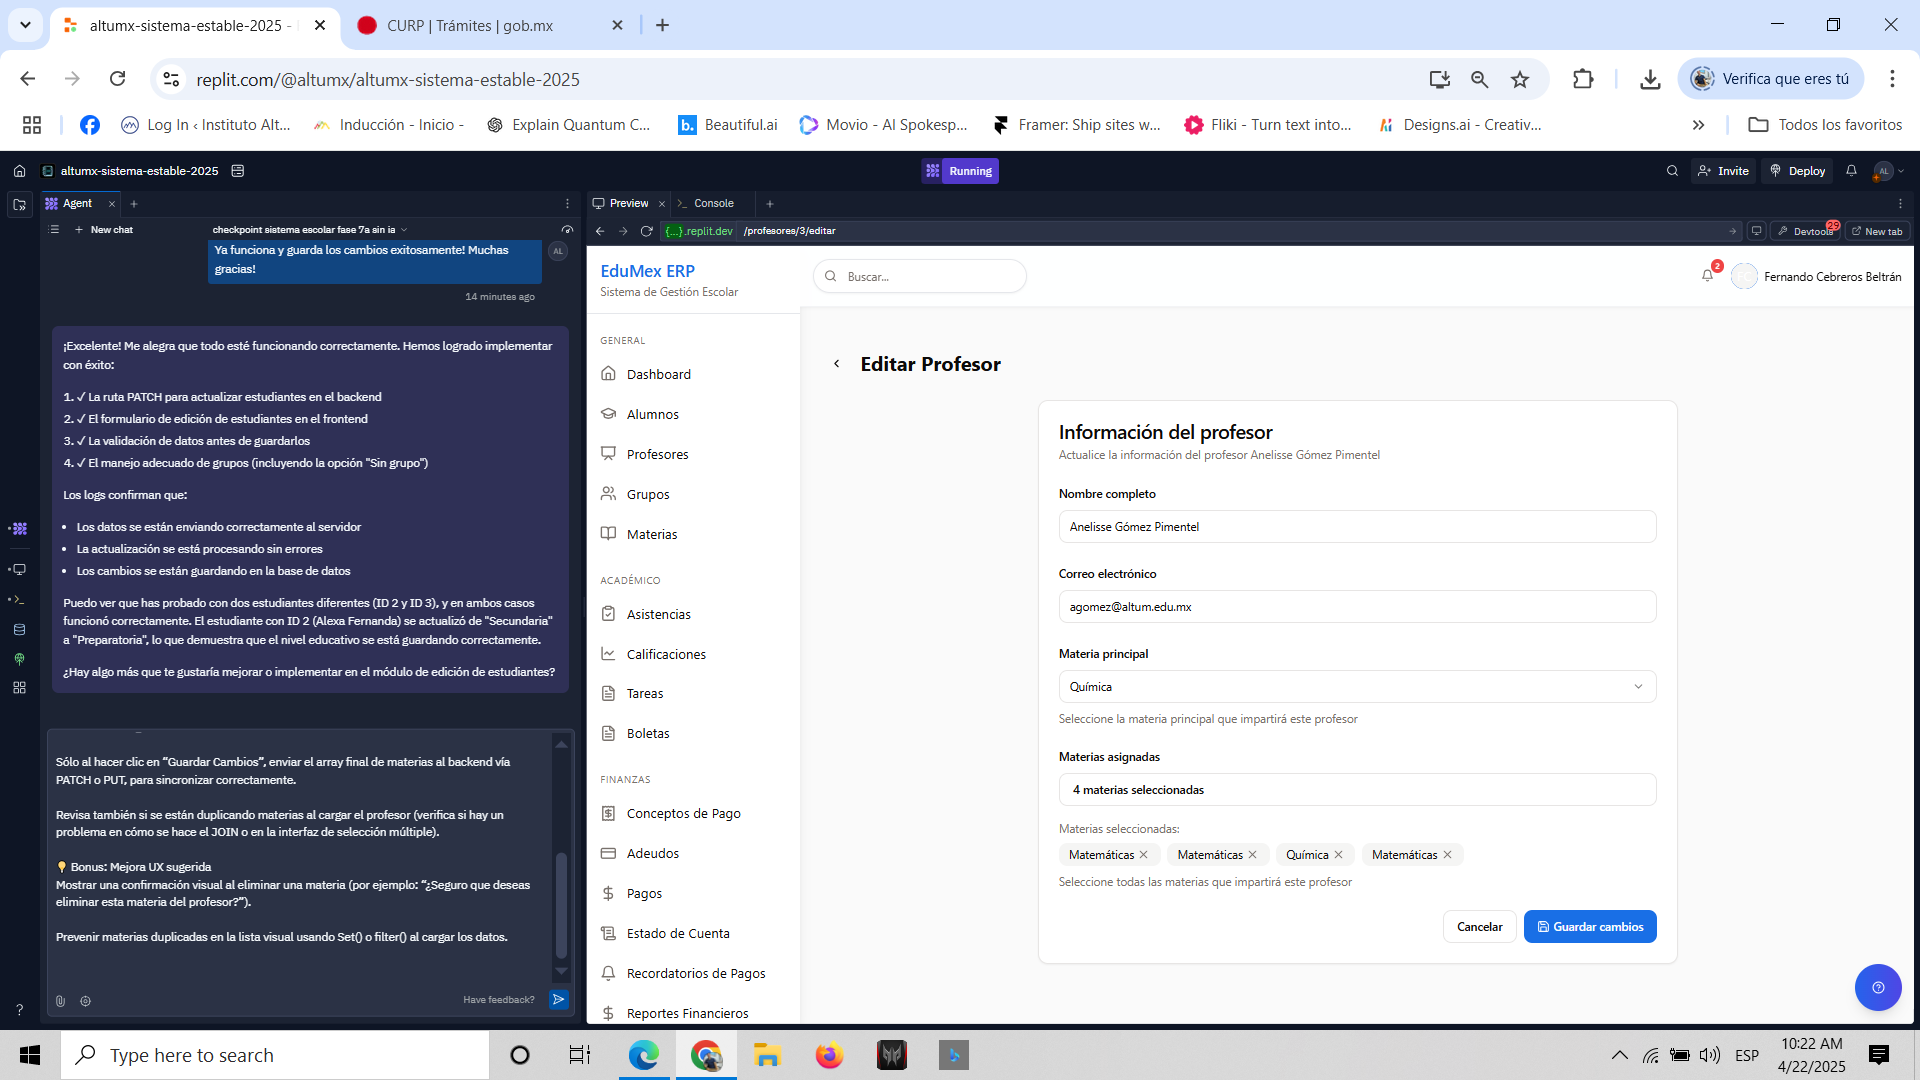 altumx-sistema-estable-2025 -
CURP | Trámites | gob.mx
replit.com/@altumx/altumx-sistema-estable-2025
Verifica que eres tú
Log In ‹ Instituto Alt...
Inducción - Inicio -
Explain Quantum C...
b. Beautiful.ai
Movio - AI Spokesp...
Framer: Ship sites w...
Fliki - Turn text into...
Designs.ai - Creativ...
Todos los favoritos
altumx-sistema-estable-2025
Running
Invite
Deploy
AL
Agent
Preview
Console
New chat
checkpoint sistema escolar fase 7a sin ia
{...}.replit.dev
/profesores/3/editar
Devtools
29
New tab
Ya funciona y guarda los cambios exitosamente! Muchas
gracias!
AL
14 minutes ago
¡Excelente! Me alegra que todo esté funcionando correctamente. Hemos logrado implementar
con éxito:
1. ✓ La ruta PATCH para actualizar estudiantes en el backend
2. ✓ El formulario de edición de estudiantes en el frontend
3. ✓ La validación de datos antes de guardarlos
4. ✓ El manejo adecuado de grupos (incluyendo la opción "Sin grupo")
Los logs confirman que:
• Los datos se están enviando correctamente al servidor
• La actualización se está procesando sin errores
• Los cambios se están guardando en la base de datos
Puedo ver que has probado con dos estudiantes diferentes (ID 2 y ID 3), y en ambos casos
funcionó correctamente. El estudiante con ID 2 (Alexa Fernanda) se actualizó de "Secundaria"
a "Preparatoria", lo que demuestra que el nivel educativo se está guardando correctamente.
¿Hay algo más que te gustaría mejorar o implementar en el módulo de edición de estudiantes?
Sólo al hacer clic en “Guardar Cambios”, enviar el array final de materias al backend vía
PATCH o PUT, para sincronizar correctamente.
Revisa también si se están duplicando materias al cargar el profesor (verifica si hay un
problema en cómo se hace el JOIN o en la interfaz de selección múltiple).
💡 Bonus: Mejora UX sugerida
Mostrar una confirmación visual al eliminar una materia (por ejemplo: “¿Seguro que deseas
eliminar esta materia del profesor?”).
Prevenir materias duplicadas en la lista visual usando Set() o filter() al cargar los datos.
Have feedback?
EduMex ERP
Sistema de Gestión Escolar
GENERAL
Dashboard
Alumnos
Profesores
Grupos
Materias
ACADÉMICO
Asistencias
Calificaciones
Tareas
Boletas
FINANZAS
Conceptos de Pago
Adeudos
Pagos
Estado de Cuenta
Recordatorios de Pagos
Reportes Financieros
Buscar...
2
Fernando Cebreros Beltrán
Editar Profesor
Información del profesor
Actualice la información del profesor Anelisse Gómez Pimentel
Nombre completo
Anelisse Gómez Pimentel
Correo electrónico
agomez@altum.edu.mx
Materia principal
Química
Seleccione la materia principal que impartirá este profesor
Materias asignadas
4 materias seleccionadas
Materias seleccionadas:
Matemáticas
Matemáticas
Química
Matemáticas
Seleccione todas las materias que impartirá este profesor
Cancelar
Guardar cambios
Type here to search
ESP
10:22 AM
4/22/2025